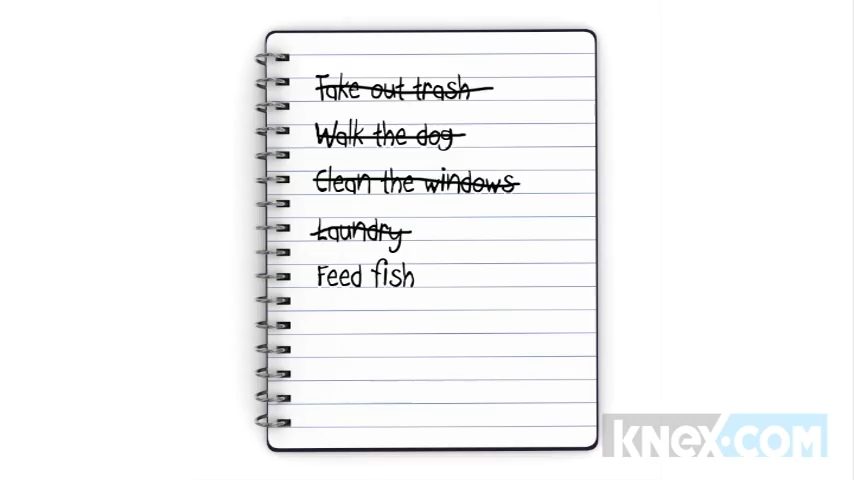 Take out trash
Walk the dog
Clean the windows
Laundry
Feed fish
knex.com